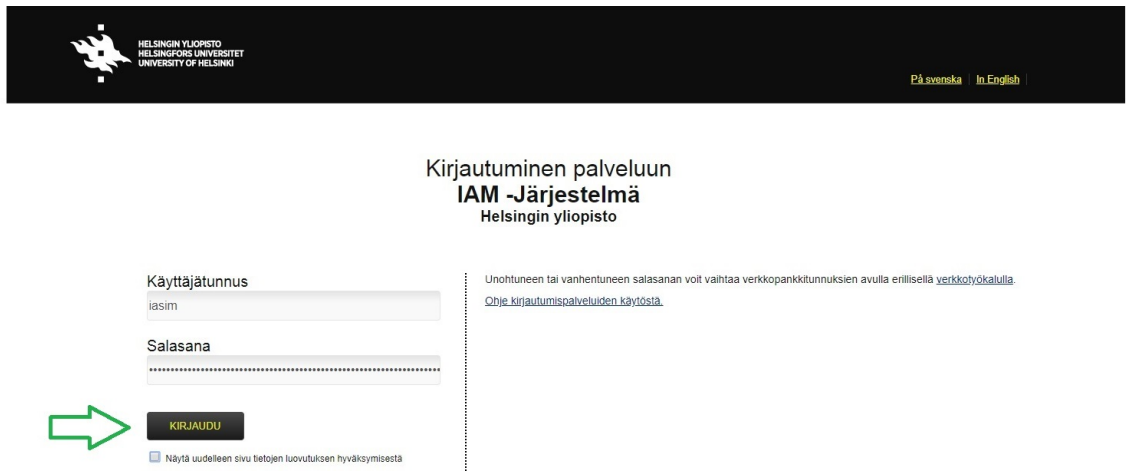 HELSINGIN YLIOPISTO
HELSINGFORS UNIVERSITET
UNIVERSITY OF HELSINKI
På svenska | In English |
Kirjautuminen palveluun
IAM -Järjestelmä
Helsingin yliopisto
Käyttäjätunnus
iasim
Salasana
KIRJAUDU
Näytä uudelleen sivu tietojen luovutuksen hyväksymisestä
Unohtuneen tai vanhentuneen salasanan voit vaihtaa verkkopankkitunnuksien avulla erillisellä verkkotyökalulla.
Ohje kirjautumispalveluiden käytöstä.